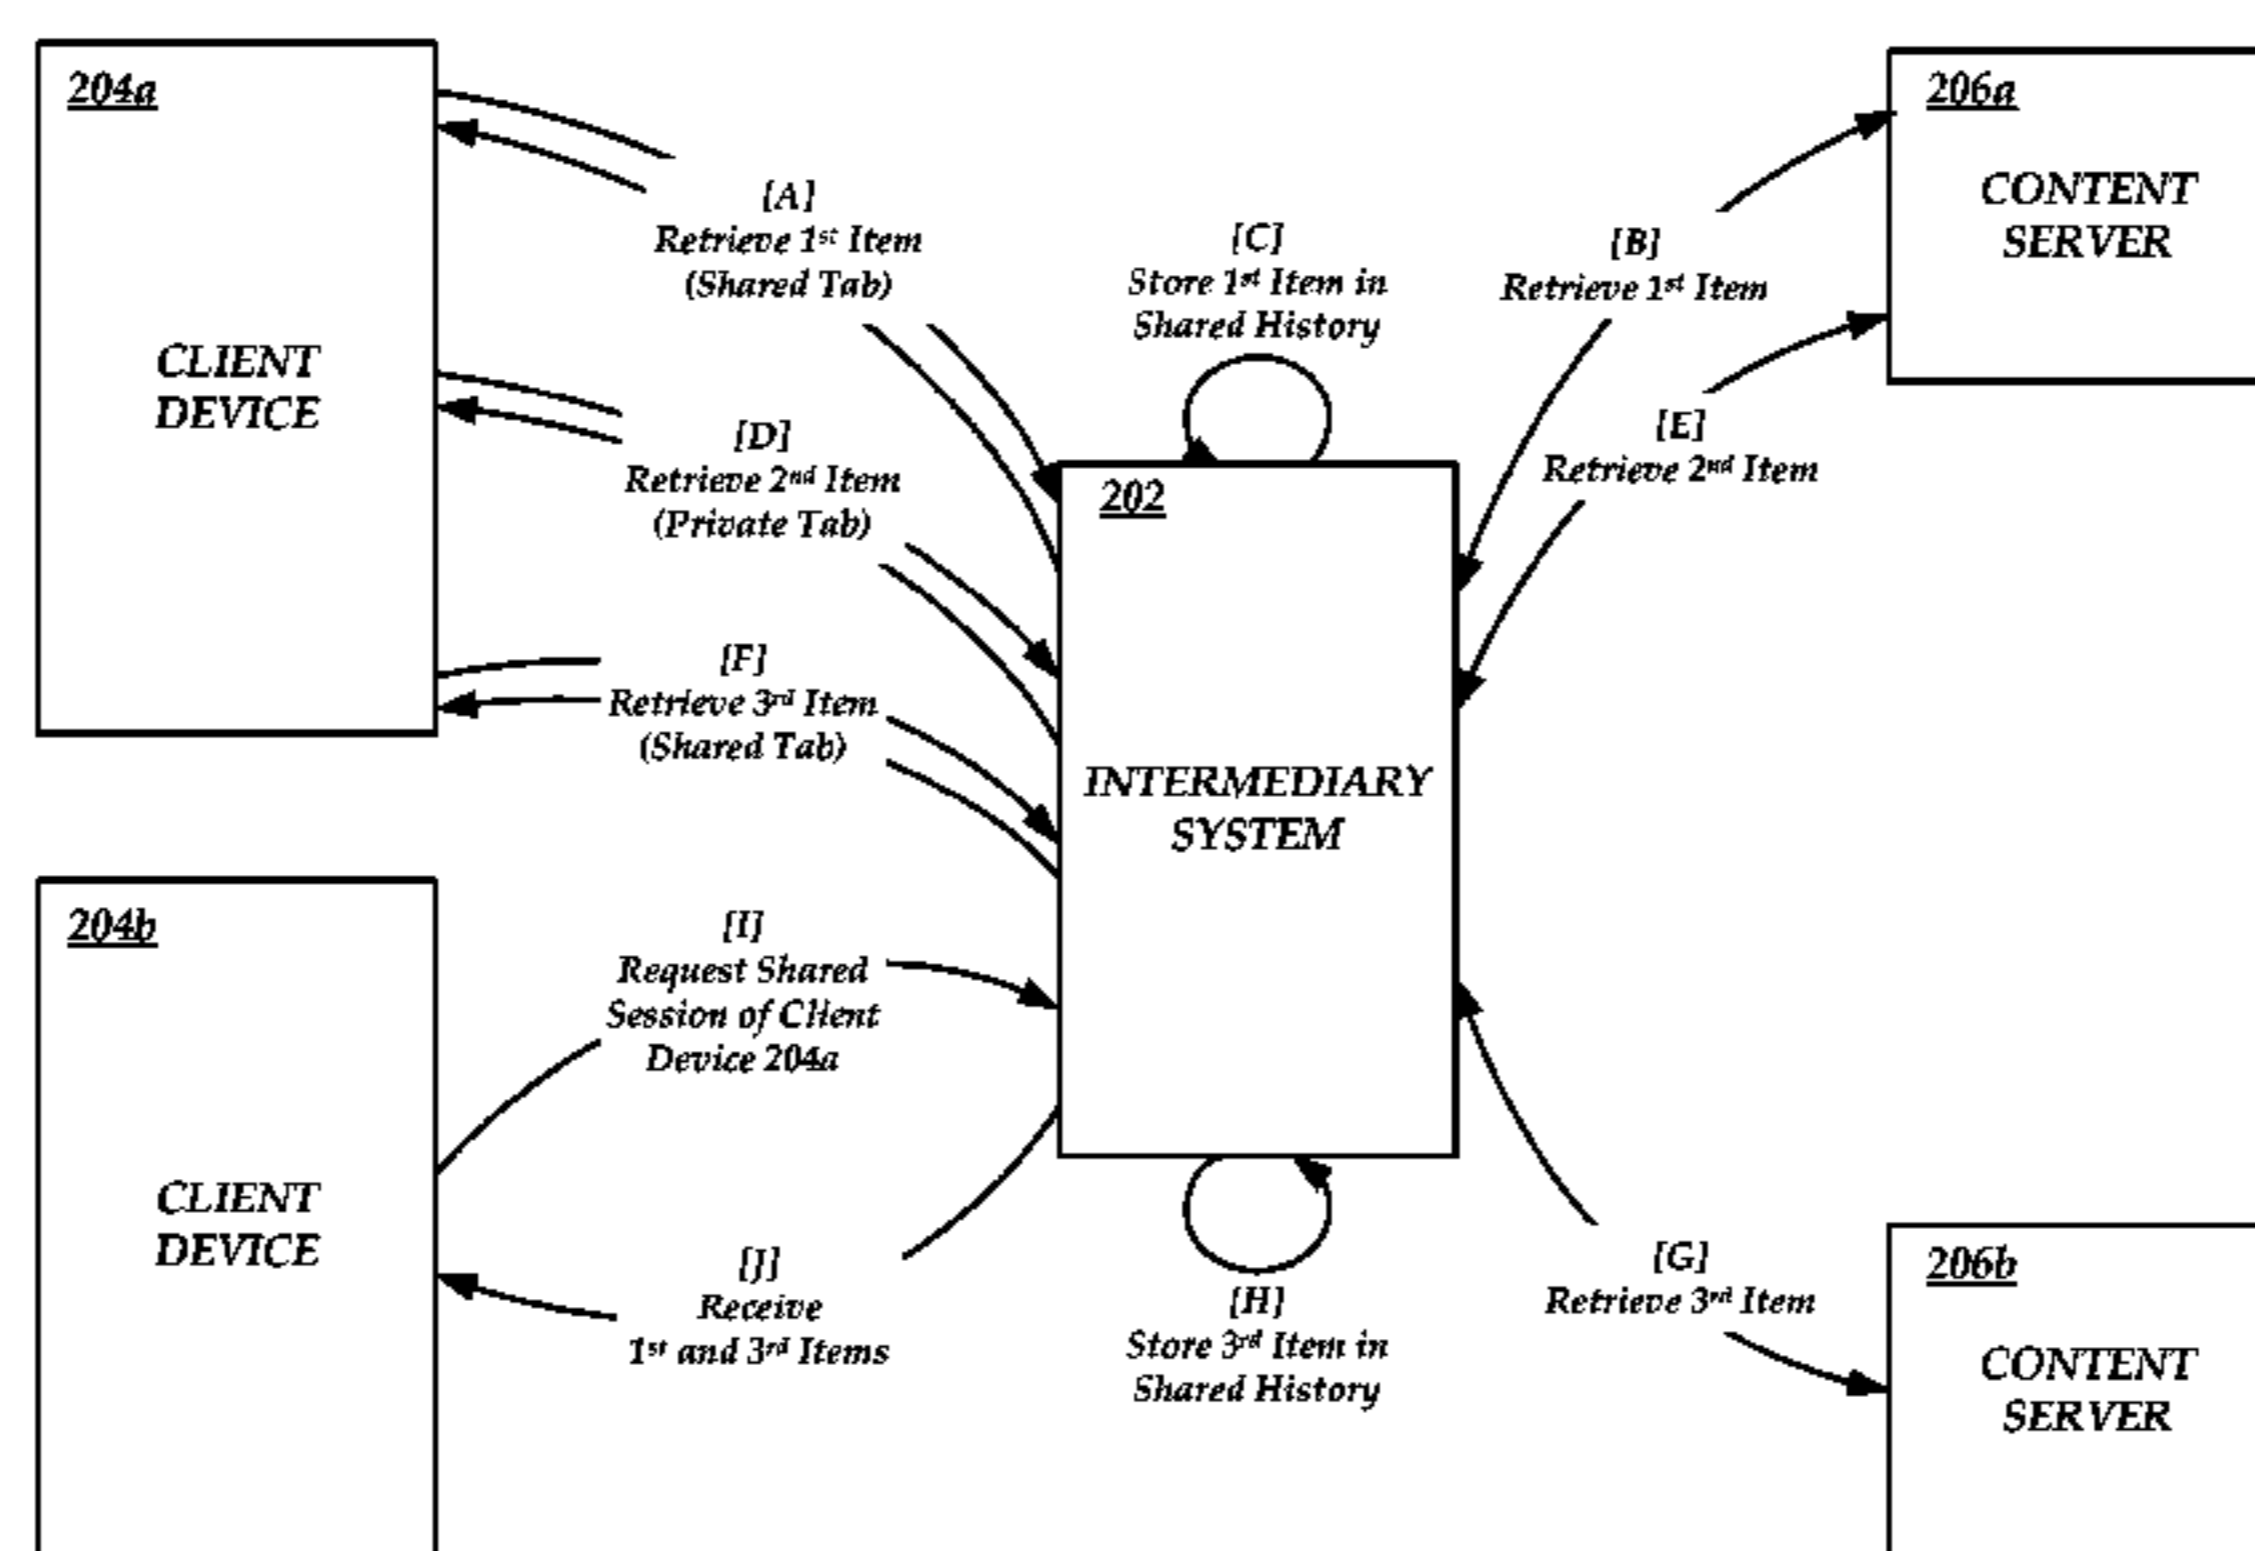 204a
CLIENT
DEVICE
[A]
Retrieve 1st Item
(Shared Tab)
[D]
Retrieve 2nd Item
(Private Tab)
[F]
Retrieve 3rd Item
(Shared Tab)
[C]
Store 1st Item in
Shared History
[B]
Retrieve 1st Item
[E]
Retrieve 2nd Item
206a
CONTENT
SERVER
202
INTERMEDIARY
SYSTEM
204b
CLIENT
DEVICE
[I]
Request Shared
Session of Client
Device 204a
[J]
Receive
1st and 3rd Items
[H]
Store 3rd Item in
Shared History
[G]
Retrieve 3rd Item
206b
CONTENT
SERVER